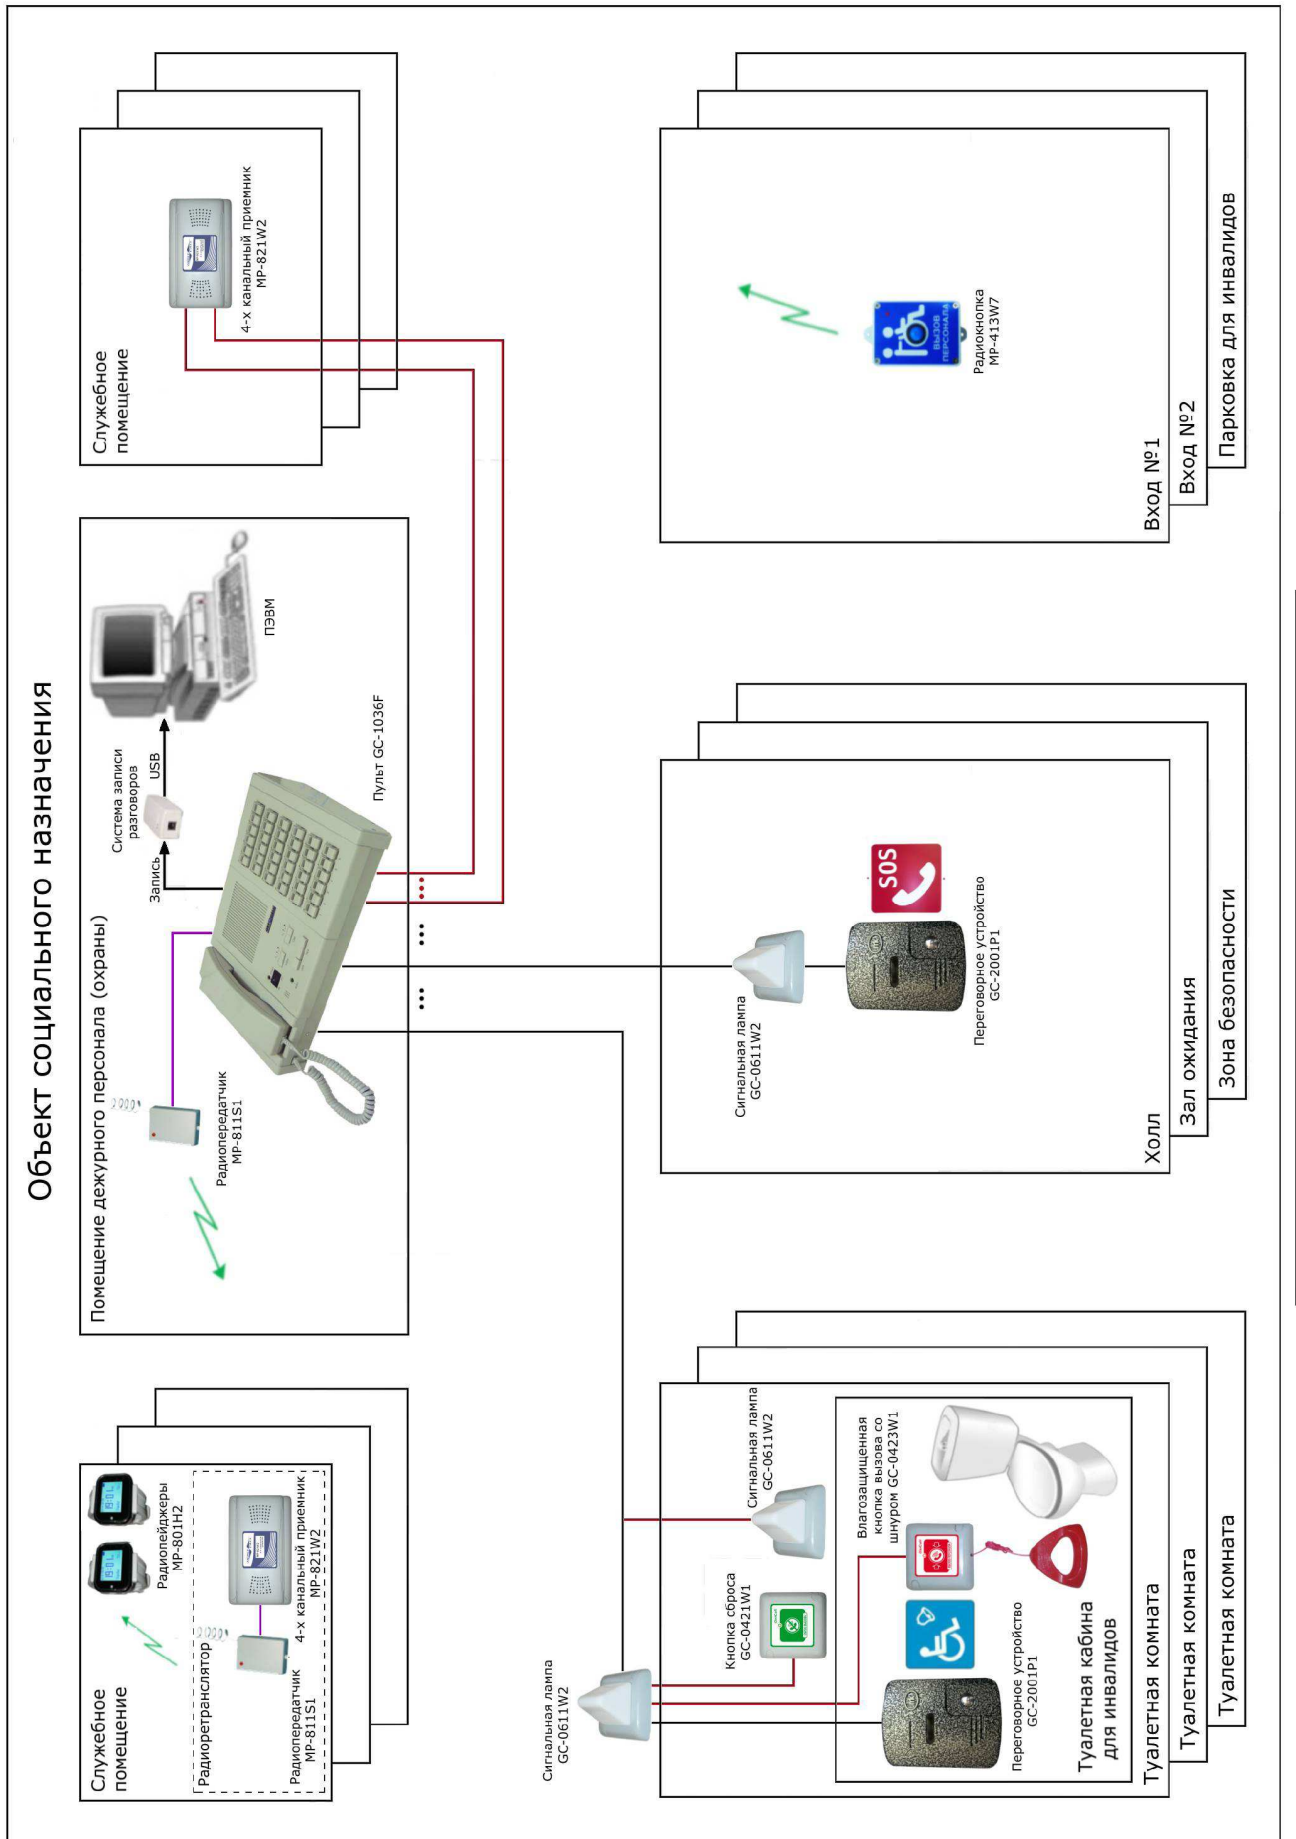 Объект социального назначения
Служебное
помещение
Радиопейджеры
MP-801H2
Радиоретранслятор
Радиопередатчик
MP-811S1
4-х канальный приемник
MP-821W2
Помещение дежурного персонала (охраны)
Радиопередатчик
MP-811S1
Запись
Система записи
разговоров
USB
ПЭВМ
Пульт GC-1036F
Служебное
помещение
4-х канальный приемник
MP-821W2
Сигнальная лампа
GC-0611W2
Кнопка сброса
GC-0421W1
Сигнальная лампа
GC-0611W2
Влагозащищенная
кнопка вызова со
шнуром GC-0423W1
Переговорное устройство
GC-2001P1
Туалетная кабина
для инвалидов
Туалетная комната
Туалетная комната
Туалетная комната
Сигнальная лампа
GC-0611W2
SOS
Переговорное устройство
GC-2001P1
Холл
Зал ожидания
Зона безопасности
ВЫЗОВ
ПЕРСОНАЛА
Радиокнопка
MP-413W7
Вход №1
Вход №2
Парковка для инвалидов